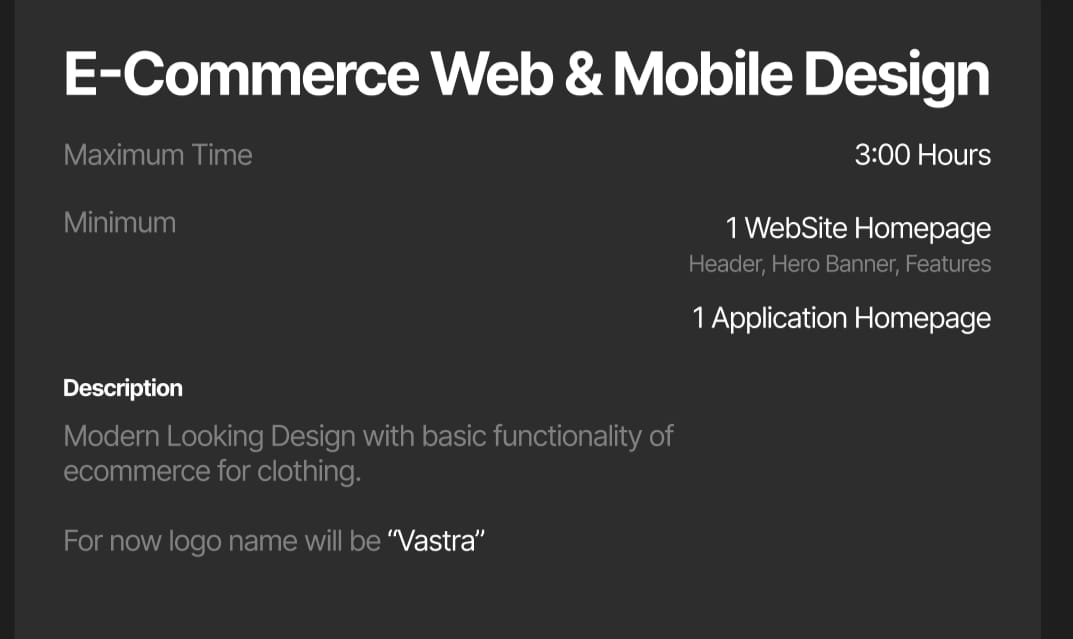 E-Commerce Web & Mobile Design
Maximum Time
3:00 Hours
Minimum
1 WebSite Homepage
Header, Hero Banner, Features
1 Application Homepage
Description
Modern Looking Design with basic functionality of
ecommerce for clothing.
For now logo name will be “Vastra”